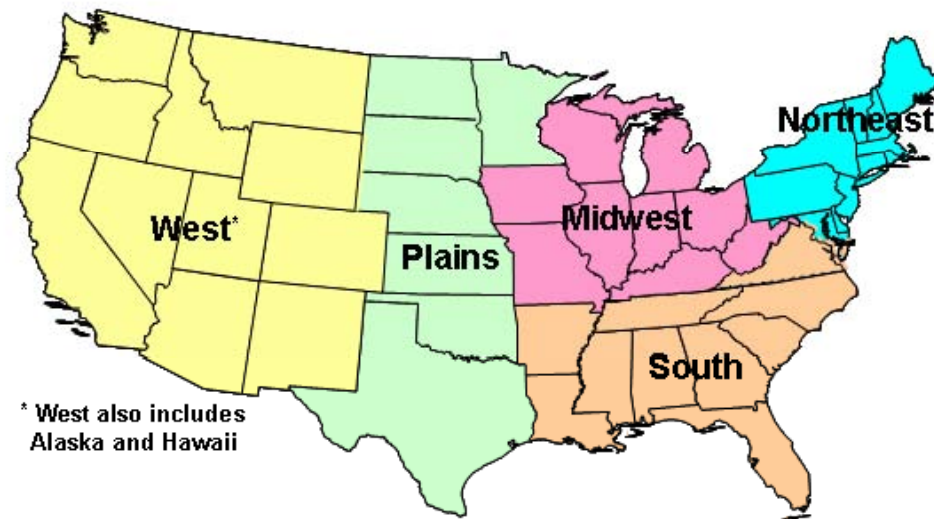 Northeast
West*
Midwest
Plains
South
* West also includes
Alaska and Hawaii